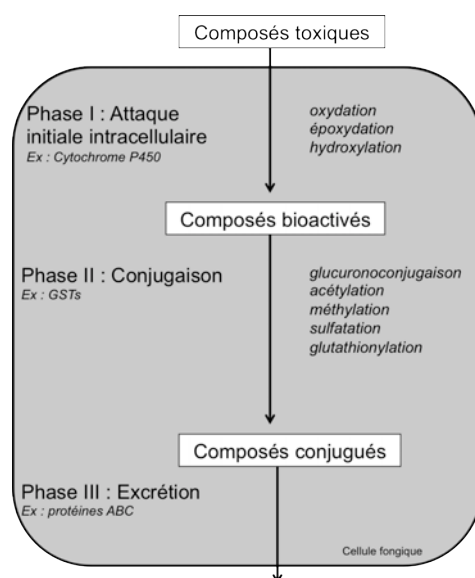 Composés toxiques
Phase I : Attaque
initiale intracellulaire
Ex : Cytochrome P450
oxydation
époxydation
hydroxylation
Composés bioactivés
Phase II : Conjugaison
Ex : GSTs
glucuronoconjugaison
acétylation
méthylation
sulfatation
glutathionylation
Composés conjugués
Phase III : Excrétion
Ex : protéines ABC
Cellule fongique